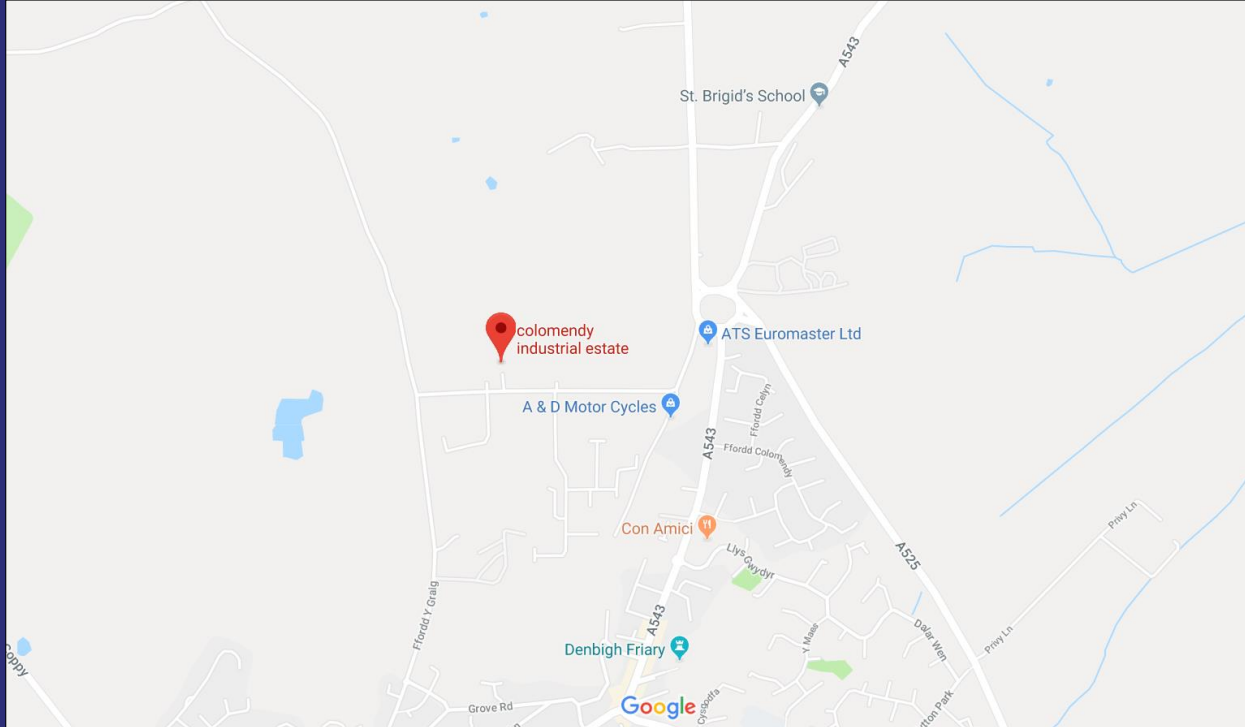 A543
St. Brigid's School
colomendy
industrial estate
ATS Euromaster Ltd
A & D Motor Cycles
Ffordd Celyn
A543
Ffordd Colomendy
Con Amici
Llys Gwydyr
Privy Ln
A525
Ffordd Y Graig
A543
Y Maes
Dalar Wen
Privy Ln
Denbigh Friary
Coppy
Grove Rd
Google